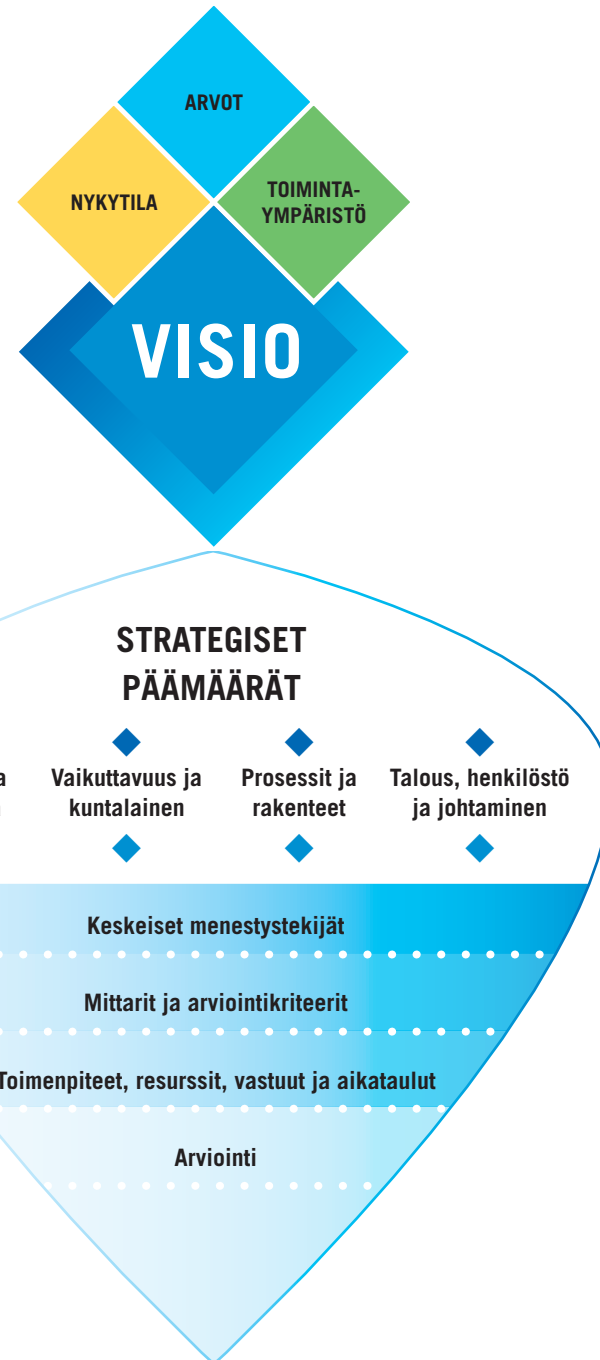 ARVOT
NYKYTILA
TOIMINTA-
YMPÄRISTÖ
VISIO
STRATEGISET
PÄÄMÄÄRÄT
Vaikuttavuus ja
kuntalainen
Prosessit ja
rakenteet
Talous, henkilöstö
ja johtaminen
Keskeiset menestystekijät
Mittarit ja arviointikriteerit
Toimenpiteet, resurssit, vastuut ja aikataulut
Arviointi